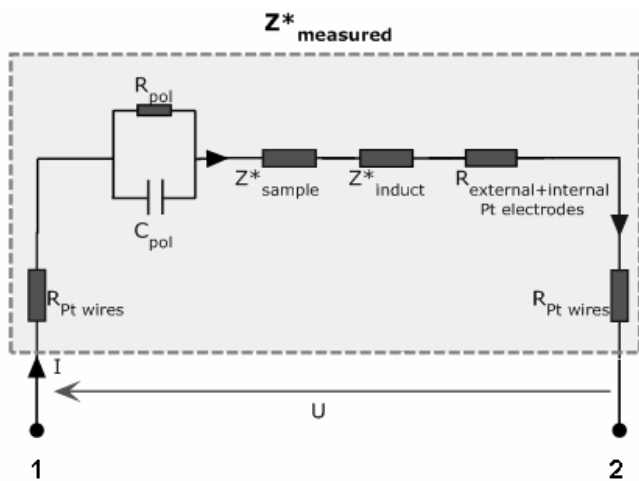 Z*measured
Rpol
Cpol
Z*sample
Z*induct
Rexternal+internal
Pt electrodes
RPt wires
RPt wires
I
U
1
2